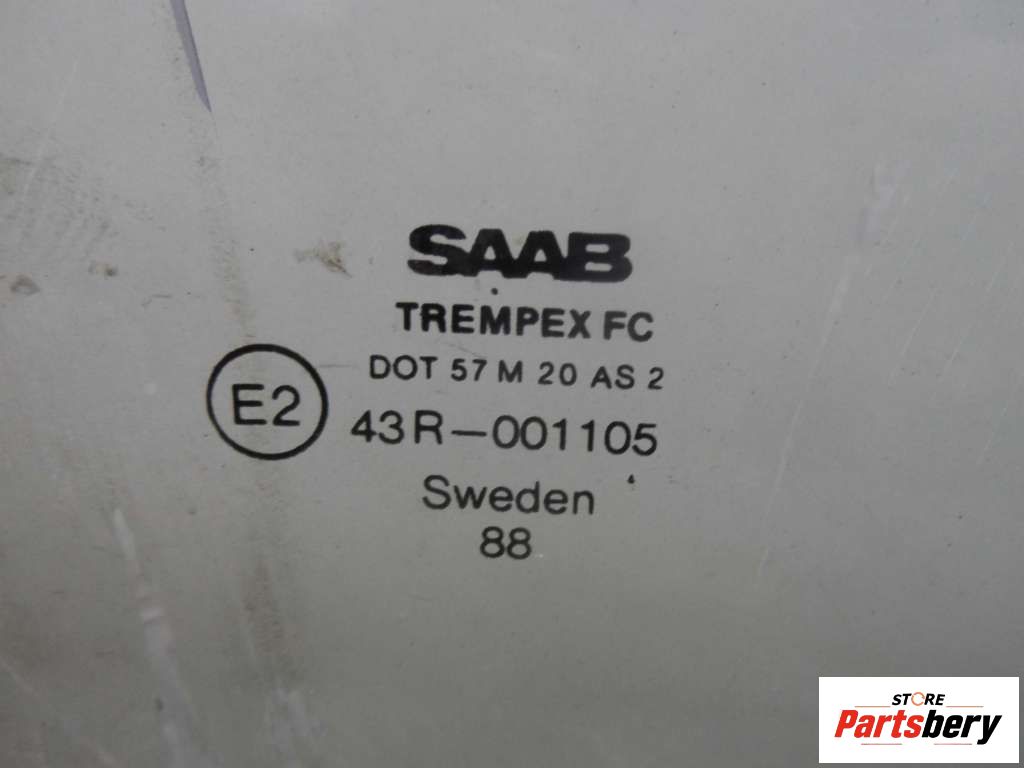 SAAB
TREMPEX FC
DOT 57 M 20 AS 2
E2
43R-001105
Sweden
88
STORE
Partsbery